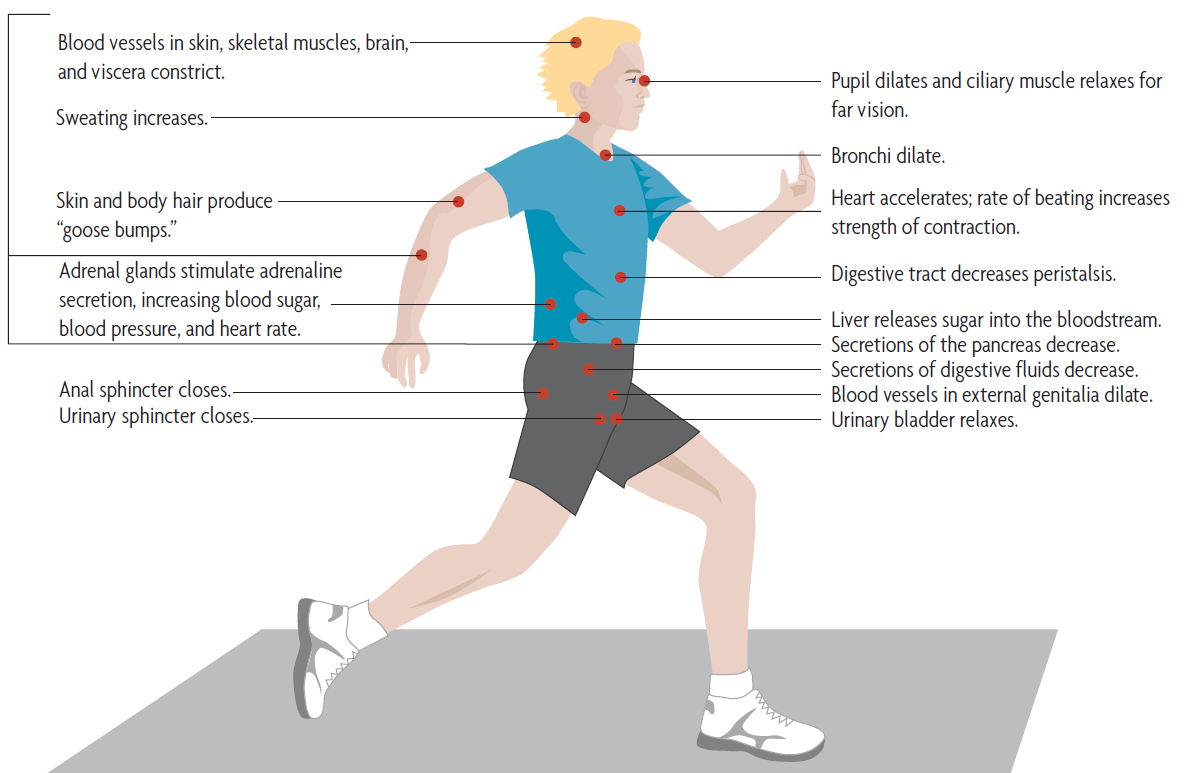 Blood vessels in skin, skeletal muscles, brain,
and viscera constrict.
Sweating increases.
Skin and body hair produce
“goose bumps.”
Adrenal glands stimulate adrenaline
secretion, increasing blood sugar,
blood pressure, and heart rate.
Anal sphincter closes.
Urinary sphincter closes.
Pupil dilates and ciliary muscle relaxes for
far vision.
Bronchi dilate.
Heart accelerates; rate of beating increases
strength of contraction.
Digestive tract decreases peristalsis.
Liver releases sugar into the bloodstream.
Secretions of the pancreas decrease.
Secretions of digestive fluids decrease.
Blood vessels in external genitalia dilate.
Urinary bladder relaxes.